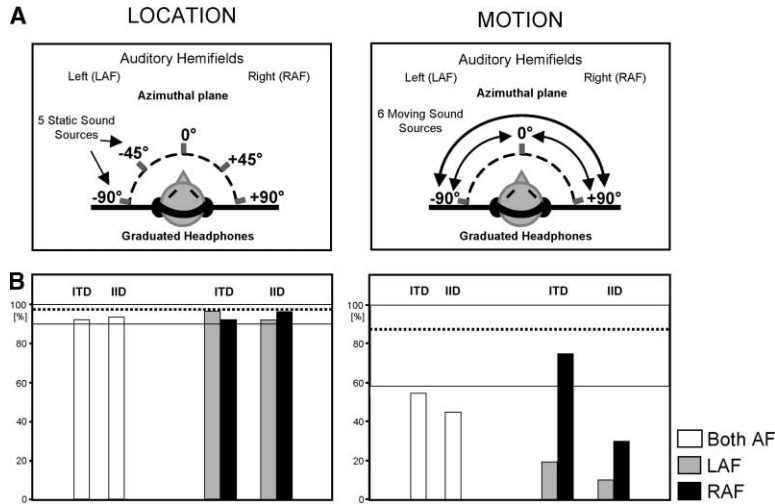 A
LOCATION
Auditory Hemifields
Left (LAF) Right (RAF)
Azimuthal plane
5 Static Sound
Sources
0°
-45° +45°
-90° +90°
Graduated Headphones
MOTION
Auditory Hemifields
Left (LAF) Right (RAF)
Azimuthal plane
6 Moving Sound
Sources
0°
-90° +90°
Graduated Headphones
B
ITD IID ITD IID
100
[%]
80
60
40
20
0
ITD IID ITD IID
100
[%]
80
60
40
20
0
Both AF
LAF
RAF